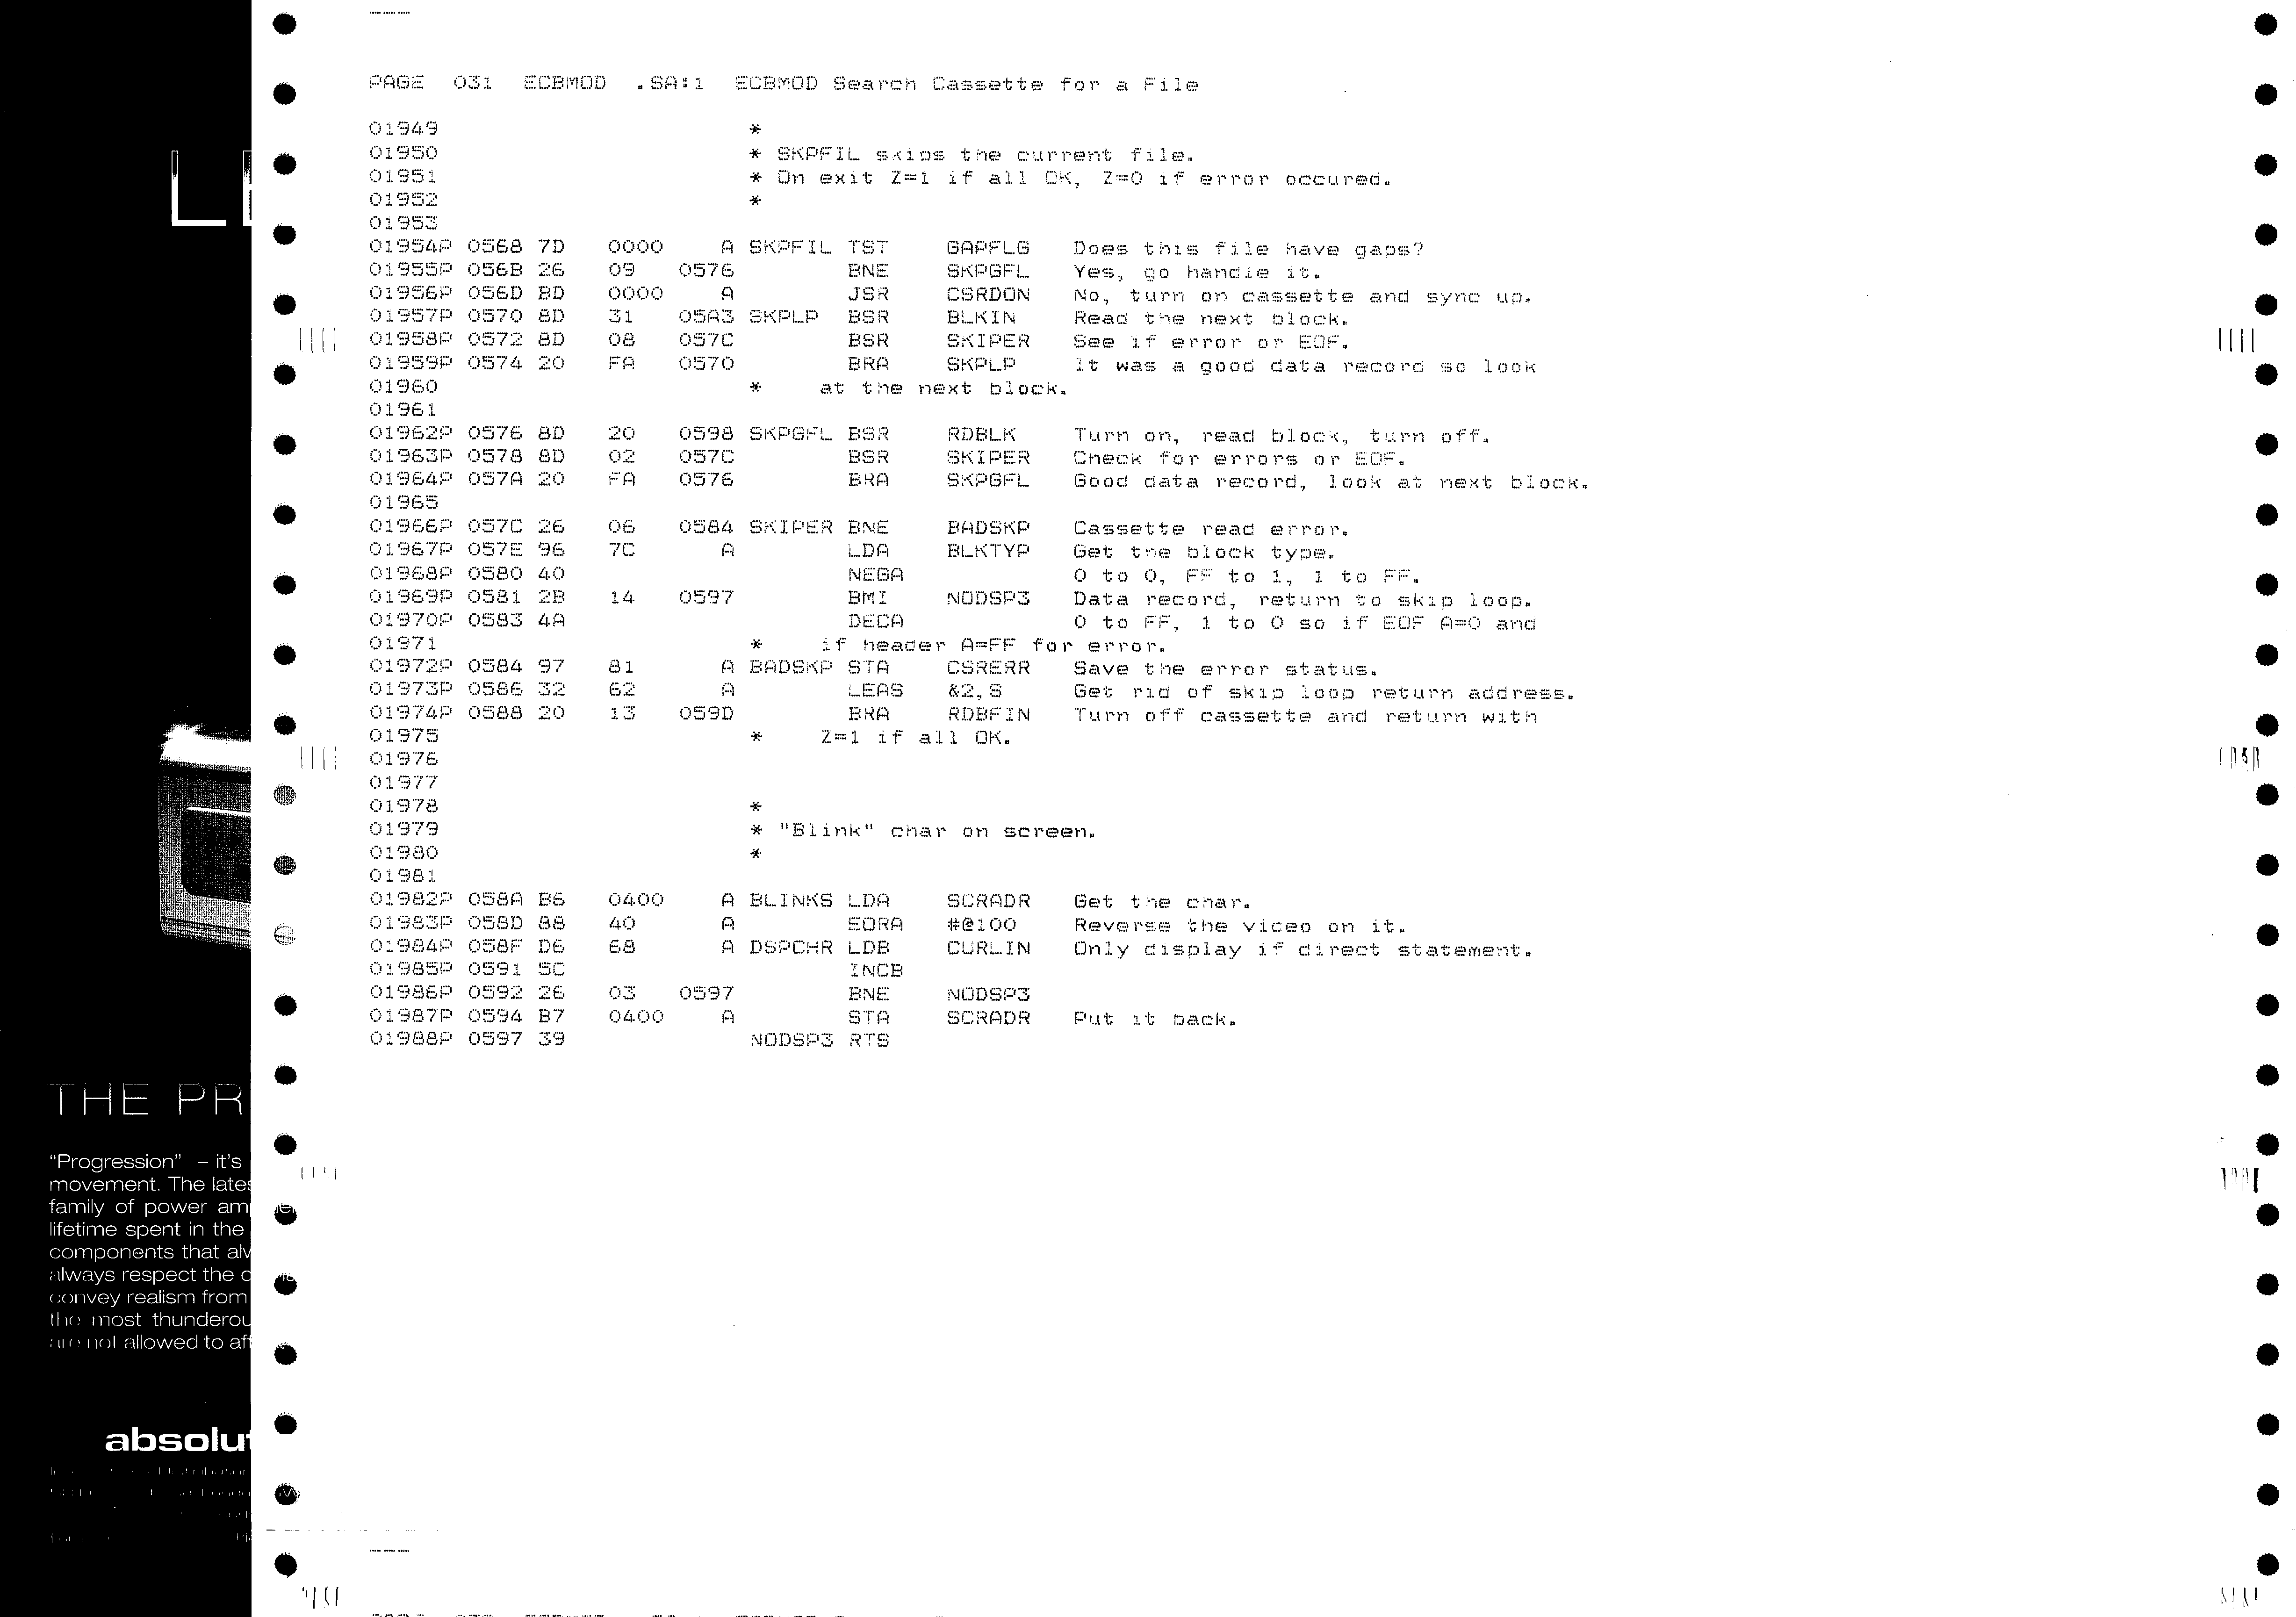 PAGE 031 ECBMOD .SA:1 ECBMOD Search Cassette for a File
01949 *
01950 * SKPFIL skips the current file.
01951 * On exit Z=1 if all OK, Z=0 if error occured.
01952 *
01953
01954P 0568 7D 0000 A SKPFIL TST GAPFLG Does this file have gaps?
01955P 056B 26 09 0576 BNE SKPGFL Yes, go handle it.
01956P 056D BD 0000 A JSR CSRDON No, turn on cassette and sync up.
01957P 0570 8D 31 05A3 SKPLP BSR BLKIN Read the next block.
01958P 0572 8D 08 057C BSR SKIPER See if error or EOF.
01959P 0574 20 FA 0570 BRA SKPLP It was a good data record so look
01960 * at the next block.
01961
01962P 0576 8D 20 0598 SKPGFL BSR RDBLK Turn on, read block, turn off.
01963P 0578 8D 02 057C BSR SKIPER Check for errors or EOF.
01964P 057A 20 FA 0576 BRA SKPGFL Good data record, look at next block.
01965
01966P 057C 26 06 0584 SKIPER BNE BADSKP Cassette read error.
01967P 057E 96 7C A LDA BLKTYP Get the block type.
01968P 0580 40 NEGA 0 to 0, FF to 1, 1 to FF.
01969P 0581 2B 14 0597 BMI NODSP3 Data record, return to skip loop.
01970P 0583 4A DECA 0 to FF, 1 to 0 so if EOF A=0 and
01971 * if header A=FF for error.
01972P 0584 97 81 A BADSKP STA CSRERR Save the error status.
01973P 0586 32 62 A LEAS &2,S Get rid of skip loop return address.
01974P 0588 20 13 059D BRA RDBFIN Turn off cassette and return with
01975 * Z=1 if all OK.
01976
01977
01978 *
01979 * "Blink" char on screen.
01980 *
01981
01982P 058A B6 0400 A BLINKS LDA SCRADR Get the char.
01983P 058D 88 40 A EORA #@100 Reverse the video on it.
01984P 058F D6 68 A DSPCHR LDB CURLIN Only display if direct statement.
01985P 0591 5C INCB
01986P 0592 26 03 0597 BNE NODSP3
01987P 0594 B7 0400 A STA SCRADR Put it back.
01988P 0597 39 NODSP3 RTS
THE PR
“Progression” – it's
movement. The lates
family of power am
lifetime spent in the
components that alw
always respect the
convey realism from
the most thunderou
are not allowed to aff
absolut